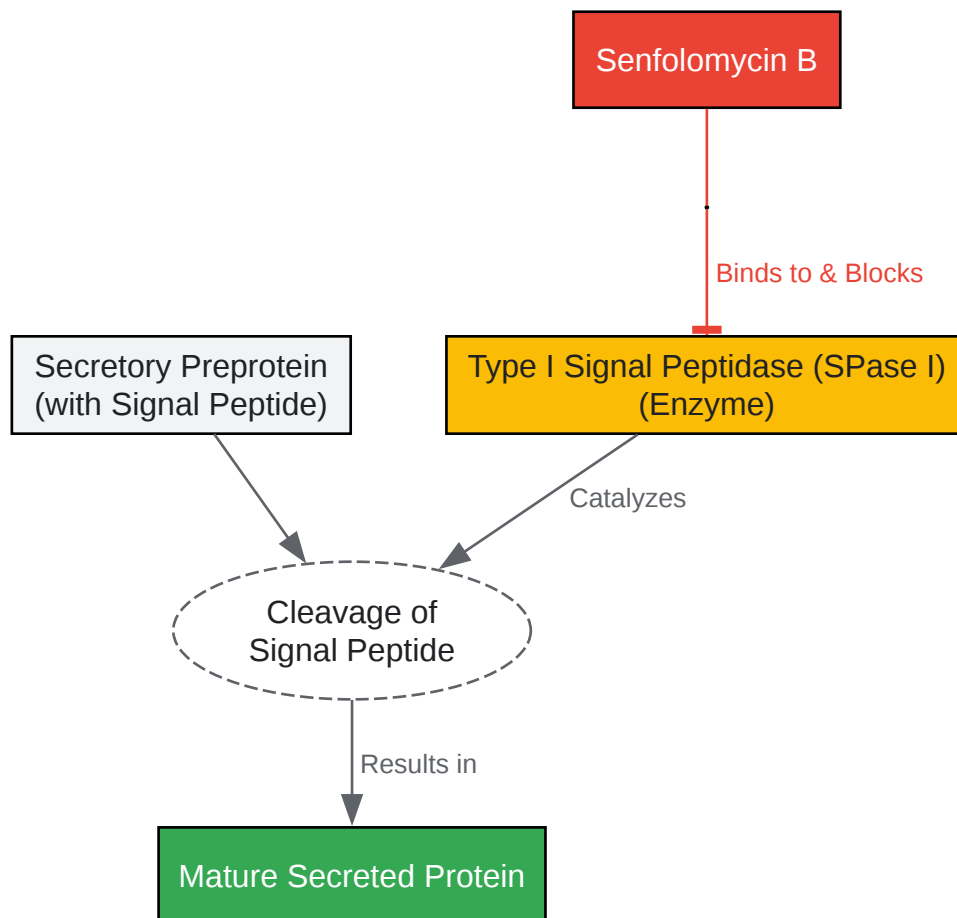 Senfolomycin B
Binds to & Blocks
Secretory Preprotein
(with Signal Peptide)
Type I Signal Peptidase (SPase I)
(Enzyme)
Catalyzes
Cleavage of
Signal Peptide
Results in
Mature Secreted Protein